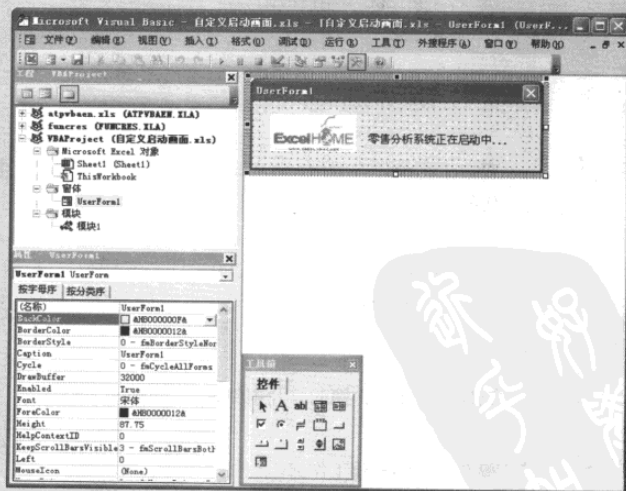 Microsoft Visual Basic - 自定义启动画面.xls - [自定义启动画面.xls - UserForm1 (UserF...
文件(F) 编辑(E) 视图(V) 插入(I) 格式(O) 调试(D) 运行(R) 工具(T) 外接程序(A) 窗口(W) 帮助(H)
工程 - VBAProject
atpvbaen.xls (ATPVBAEN.XLA)
funcres (FUNCRES.XLA)
VBAProject (自定义启动画面.xls)
Microsoft Excel 对象
Sheet1 (Sheet1)
ThisWorkbook
窗体
UserForm1
模块
模块1
UserForm1
ExcelHOME
零售分析系统正在启动中...
属性 - UserForm1
UserForm1 UserForm
按字母序 按分类序
(名称) UserForm1
BackColor &H8000000F&
BorderColor &H80000012&
BorderStyle 0 - fmBorderStyleNor
Caption UserForm1
Cycle 0 - fmCycleAllForms
DrawBuffer 32000
Enabled True
Font 宋体
ForeColor &H80000012&
Height 87.75
HelpContextID 0
KeepScrollBarsVisible 3 - fmScrollBarsBoth
Left 0
MouseIcon (None)
工具箱
控件
A abl